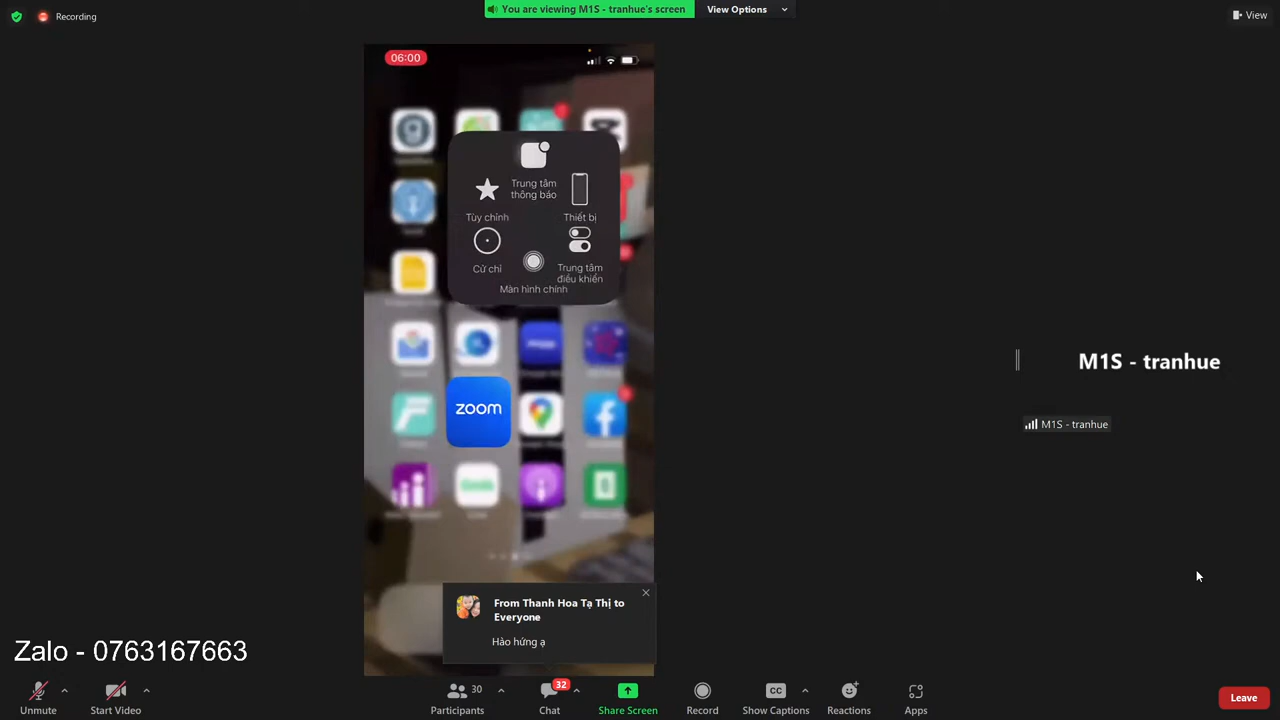 Recording
You are viewing M1S - tranhue's screen
View Options
View
06:00
Trung tâm
thông báo
Tùy chỉnh
Thiết bị
Cử chỉ
Trung tâm
điều khiển
Màn hình chính
zoom
M1S - tranhue
M1S - tranhue
From Thanh Hoa Tạ Thị to
Everyone
Hào hứng ạ
Zalo - 0763167663
Unmute
Start Video
Participants
30
Chat
32
Share Screen
Record
CC
Show Captions
Reactions
Apps
Leave